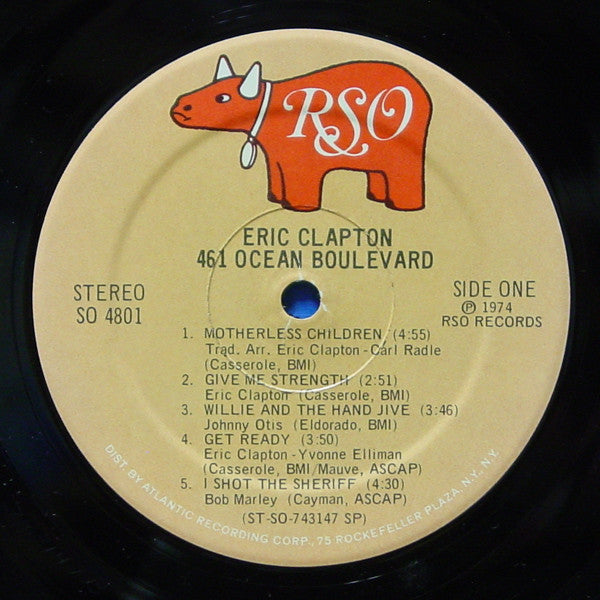 RSO
ERIC CLAPTON
461 OCEAN BOULEVARD
STEREO
SO 4801
SIDE ONE
Ⓟ 1974
RSO RECORDS
1. MOTHERLESS CHILDREN (4:55)
Trad. Arr. Eric Clapton-Carl Radle
(Casserole, BMI)
2. GIVE ME STRENGTH (2:51)
Eric Clapton (Casserole, BMI)
3. WILLIE AND THE HAND JIVE (3:46)
Johnny Otis (Eldorado, BMI)
4. GET READY (3:50)
Eric Clapton-Yvonne Elliman
(Casserole, BMI/Mauve, ASCAP)
5. I SHOT THE SHERIFF (4:30)
Bob Marley (Cayman, ASCAP)
(ST-SO-743147 SP)
DIST. BY ATLANTIC RECORDING CORP., 75 ROCKEFELLER PLAZA, N.Y., N.Y.